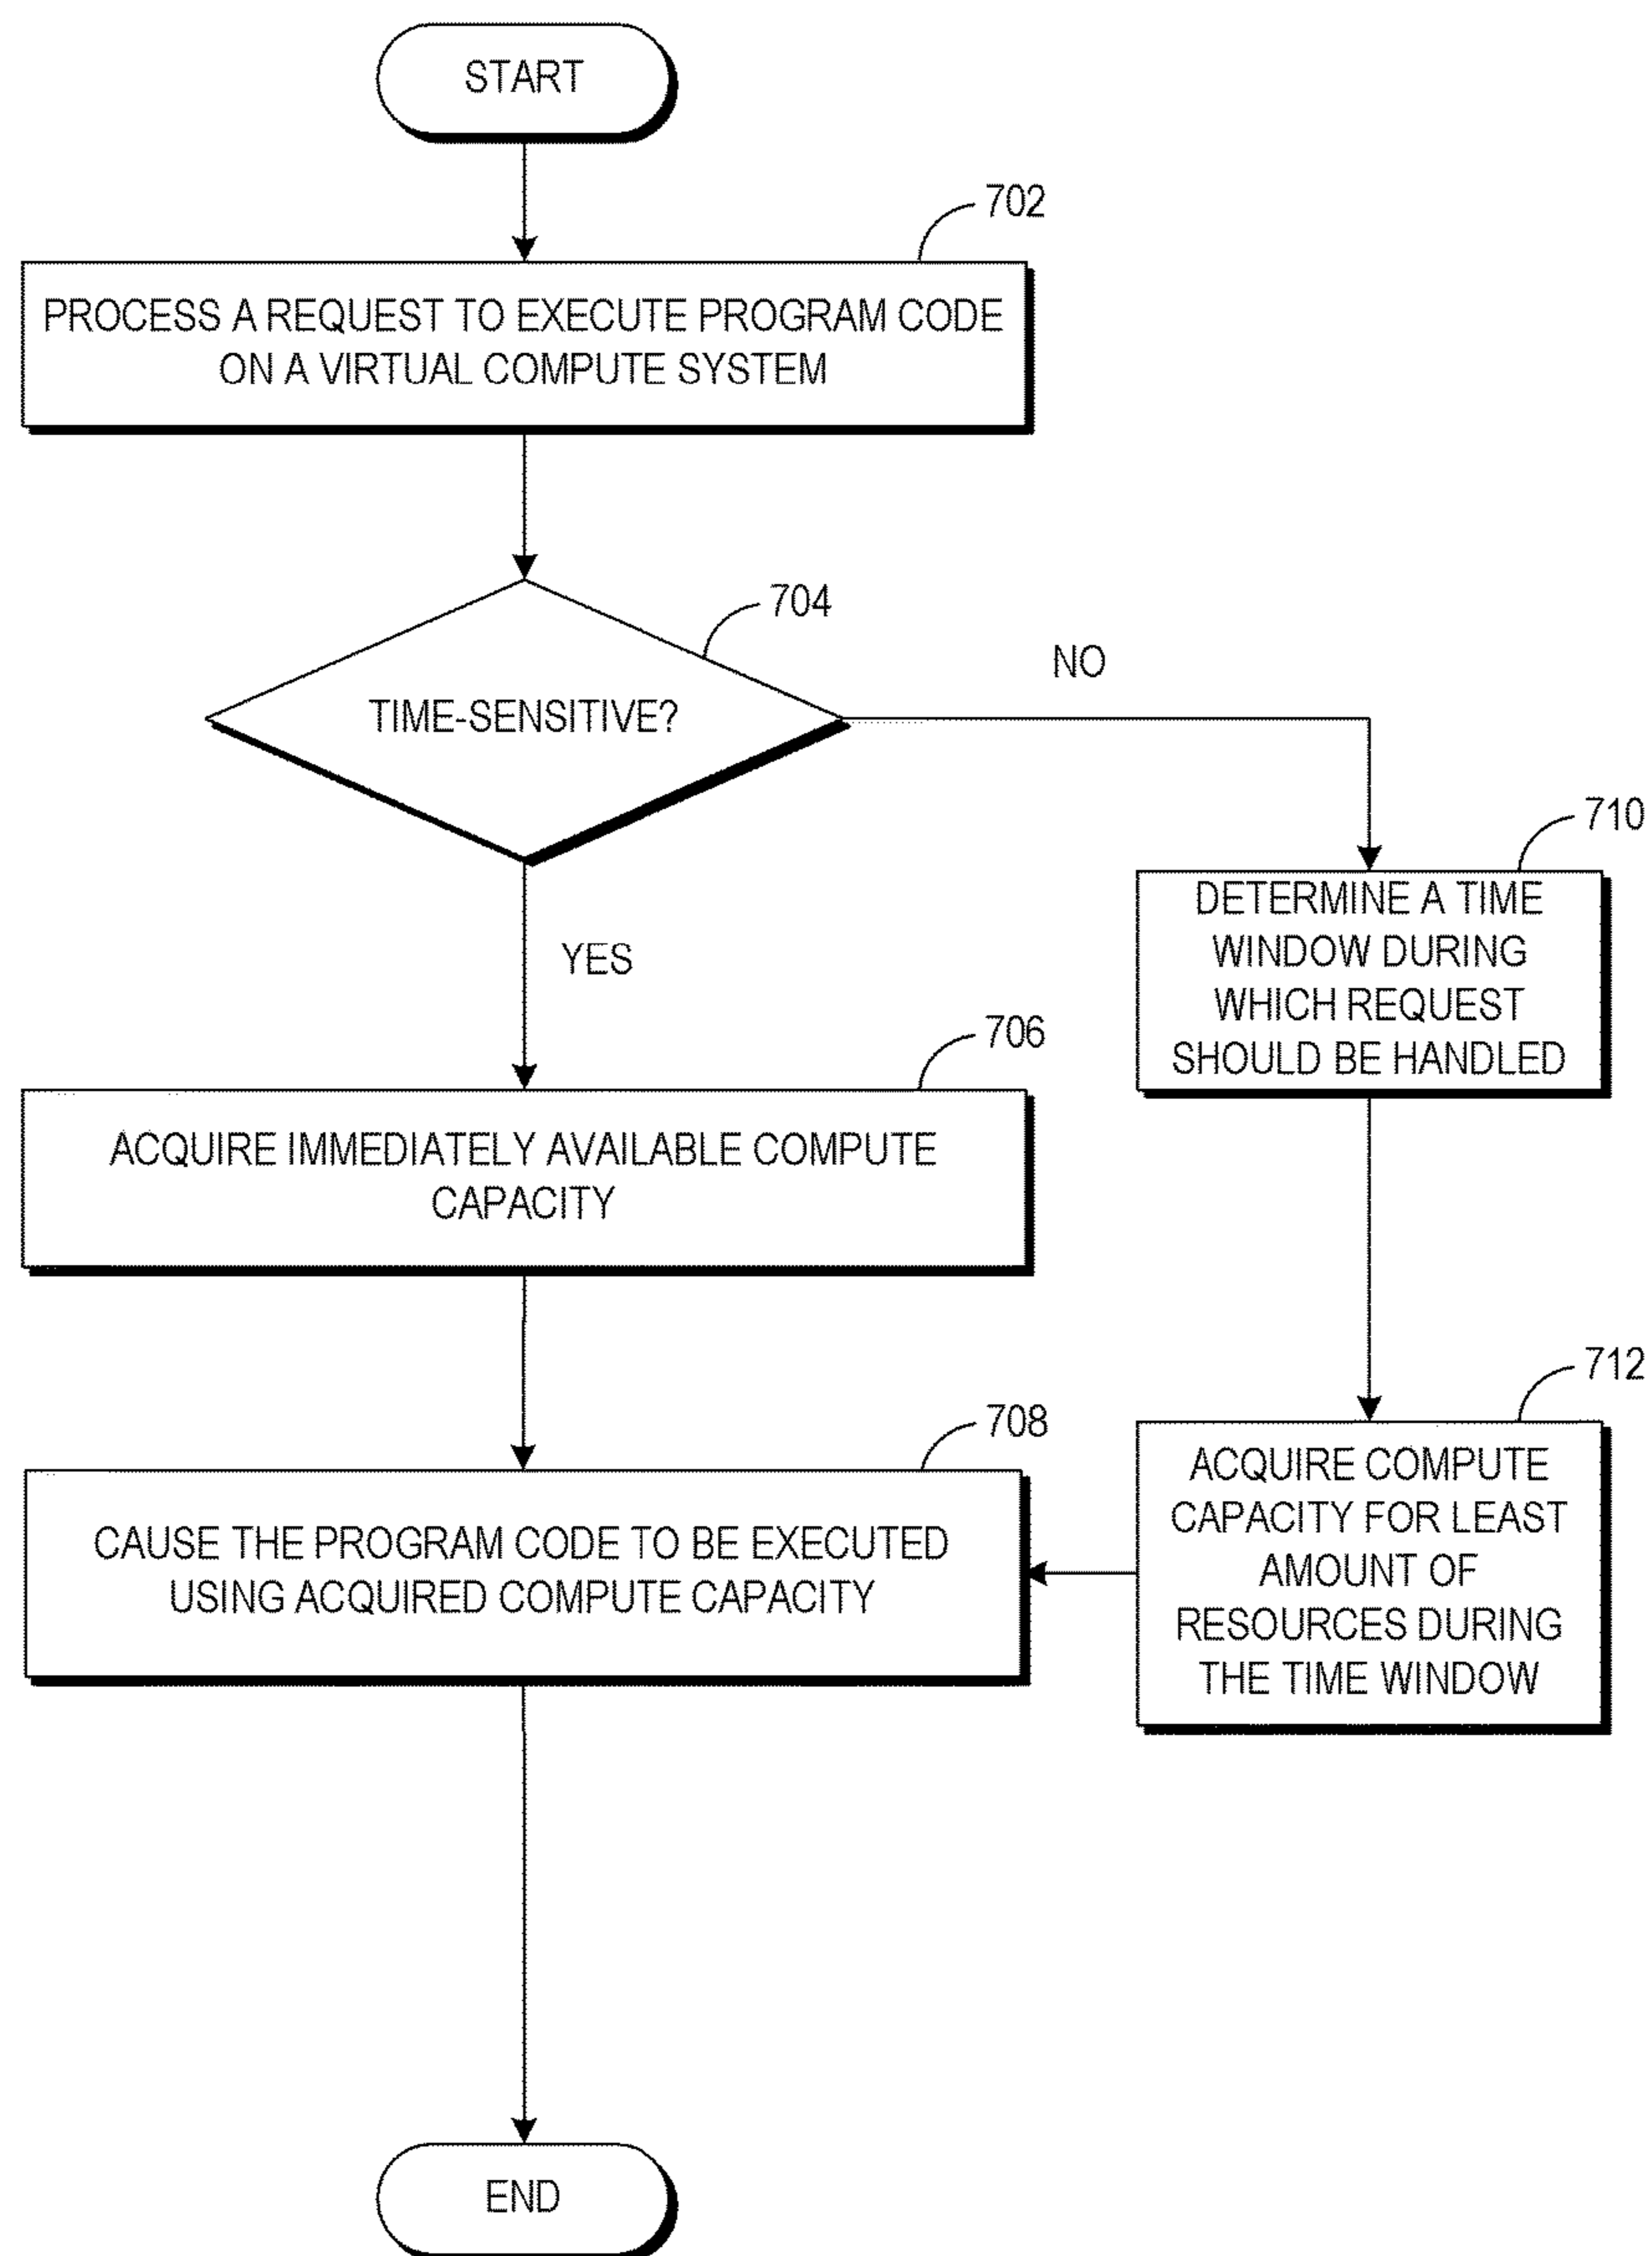 START
702
PROCESS A REQUEST TO EXECUTE PROGRAM CODE
ON A VIRTUAL COMPUTE SYSTEM
704
TIME-SENSITIVE?
NO
YES
710
DETERMINE A TIME
WINDOW DURING
WHICH REQUEST
SHOULD BE HANDLED
706
ACQUIRE IMMEDIATELY AVAILABLE COMPUTE
CAPACITY
712
ACQUIRE COMPUTE
CAPACITY FOR LEAST
AMOUNT OF
RESOURCES DURING
THE TIME WINDOW
708
CAUSE THE PROGRAM CODE TO BE EXECUTED
USING ACQUIRED COMPUTE CAPACITY
END